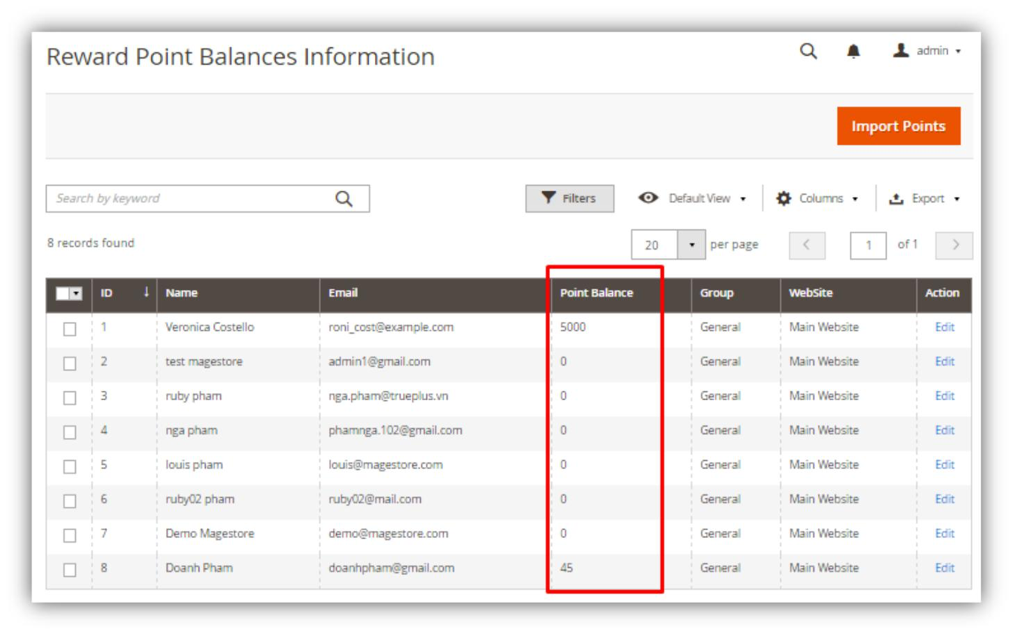 Reward Point Balances Information
admin
Import Points
Search by keyword
Filters
Default View
Columns
Export
8 records found
20 per page
1 of 1
ID Name Email Point Balance Group WebSite Action
1 Veronica Costello roni_cost@example.com 5000 General Main Website Edit
2 test magestore admin1@gmail.com 0 General Main Website Edit
3 ruby pham nga.pham@trueplus.vn 0 General Main Website Edit
4 nga pham phamnga.102@gmail.com 0 General Main Website Edit
5 louis pham louis@magestore.com 0 General Main Website Edit
6 ruby02 pham ruby02@mail.com 0 General Main Website Edit
7 Demo Magestore demo@magestore.com 0 General Main Website Edit
8 Doanh Pham doanhpham@gmail.com 45 General Main Website Edit